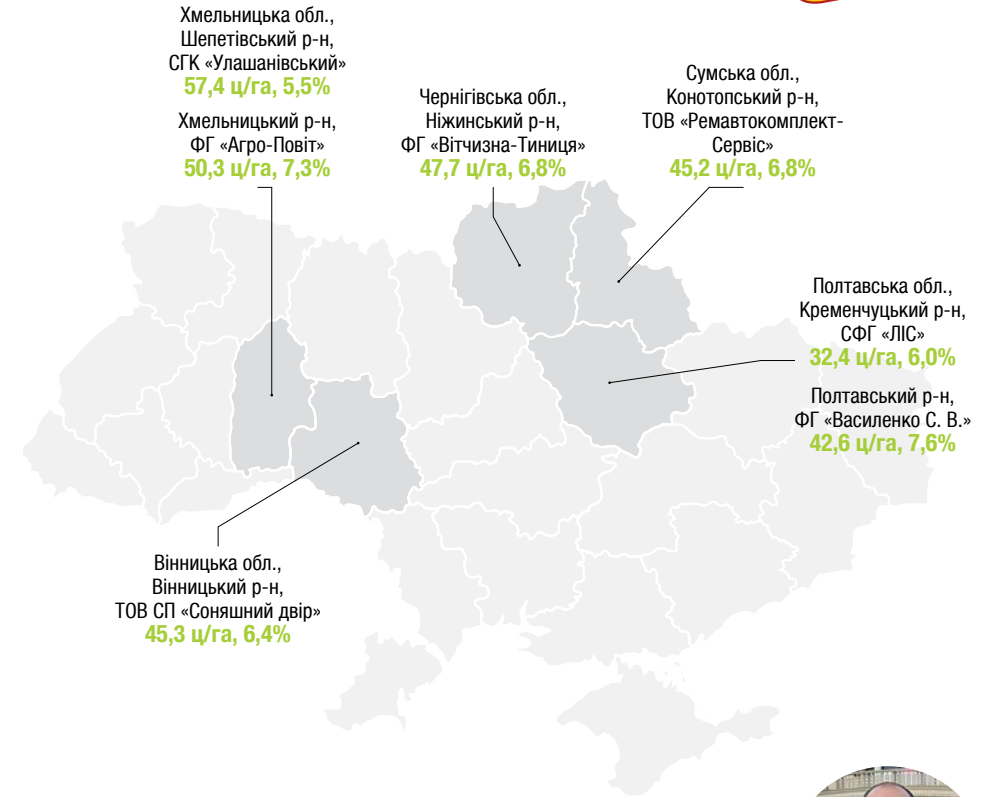 Хмельницька обл.,
Шепетівський р-н,
СГК «Улашанівський»
57,4 ц/га, 5,5%
Хмельницький р-н,
ФГ «Агро-Повіт»
50,3 ц/га, 7,3%
Чернігівська обл.,
Ніжинський р-н,
ФГ «Вітчизна-Тиниця»
47,7 ц/га, 6,8%
Сумська обл.,
Конотопський р-н,
ТОВ «Ремавтокомплект-
Сервіс»
45,2 ц/га, 6,8%
Полтавська обл.,
Кременчуцький р-н,
СФГ «ЛІС»
32,4 ц/га, 6,0%
Полтавський р-н,
ФГ «Василенко С. В.»
42,6 ц/га, 7,6%
Вінницька обл.,
Вінницький р-н,
ТОВ СП «Соняшний двір»
45,3 ц/га, 6,4%